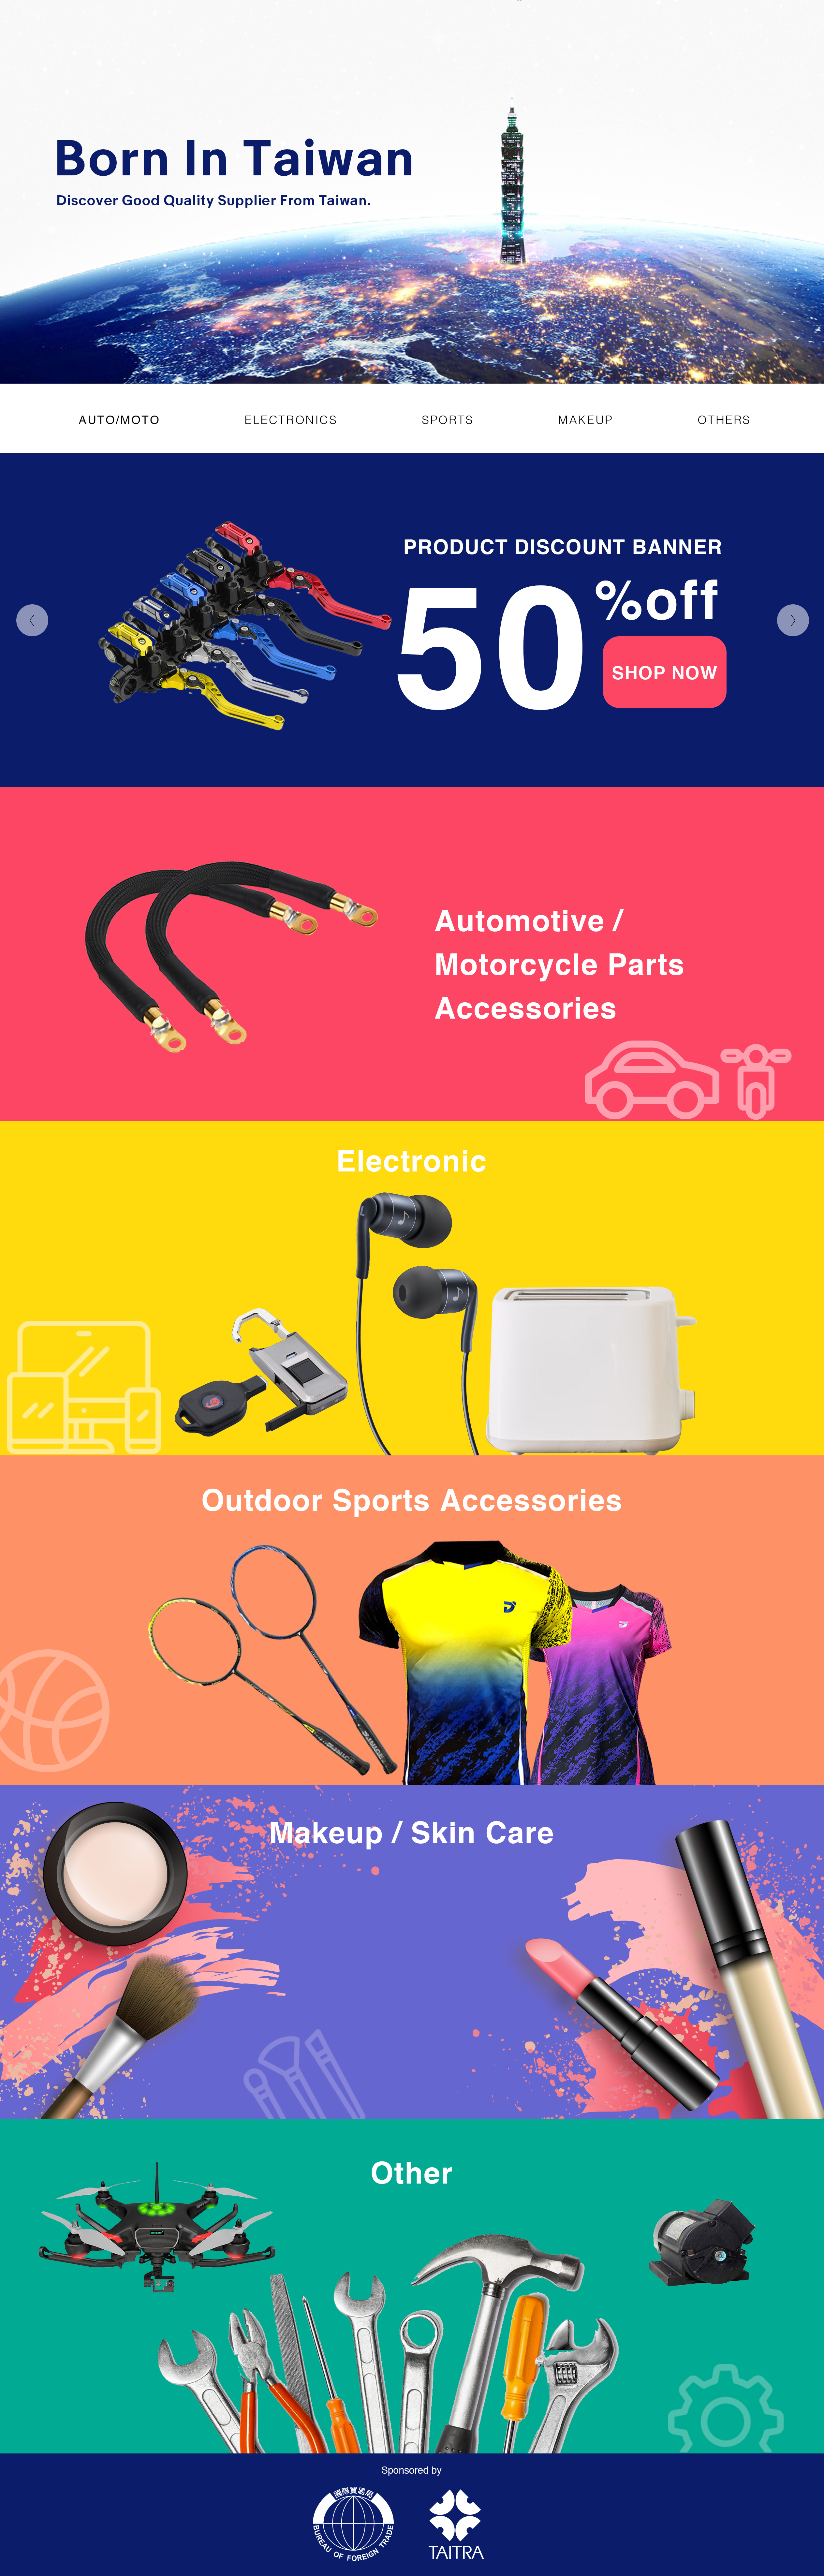 Born In Taiwan
Discover Good Quality Supplier From Taiwan.
AUTO/MOTO
ELECTRONICS
SPORTS
MAKEUP
OTHERS
PRODUCT DISCOUNT BANNER
50
%off
SHOP NOW
Automotive /
Motorcycle Parts
Accessories
Electronic
Outdoor Sports Accessories
Makeup / Skin Care
Other
Sponsored by
國際貿易局
BUREAU OF FOREIGN TRADE
TAITRA